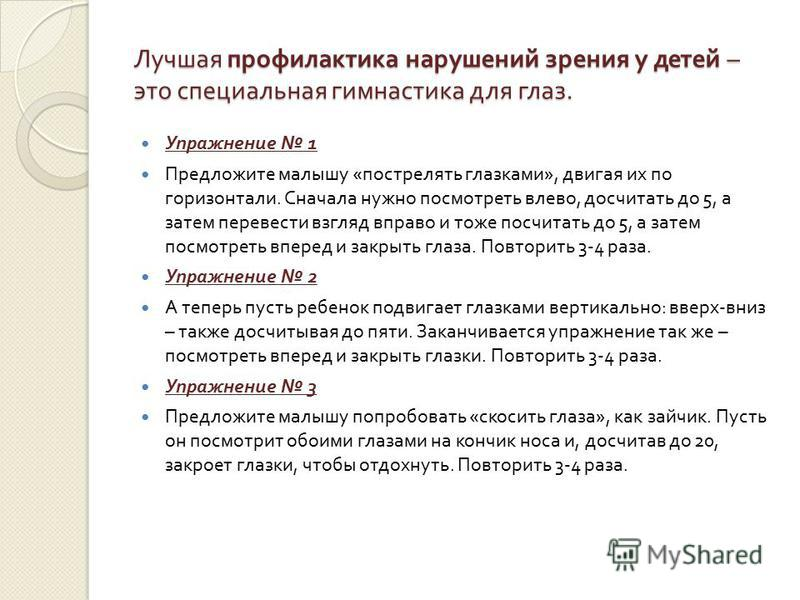 Лучшая профилактика нарушений зрения у детей –
это специальная гимнастика для глаз.
Упражнение № 1
Предложите малышу «пострелять глазками», двигая их по
горизонтали. Сначала нужно посмотреть влево, досчитать до 5, а
затем перевести взгляд вправо и тоже посчитать до 5, а затем
посмотреть вперед и закрыть глаза. Повторить 3-4 раза.
Упражнение № 2
А теперь пусть ребенок подвигает глазками вертикально: вверх-вниз
– также досчитывая до пяти. Заканчивается упражнение так же –
посмотреть вперед и закрыть глазки. Повторить 3-4 раза.
Упражнение № 3
Предложите малышу попробовать «скосить глаза», как зайчик. Пусть
он посмотрит обоими глазами на кончик носа и, досчитав до 20,
закроет глазки, чтобы отдохнуть. Повторить 3-4 раза.
MyShared